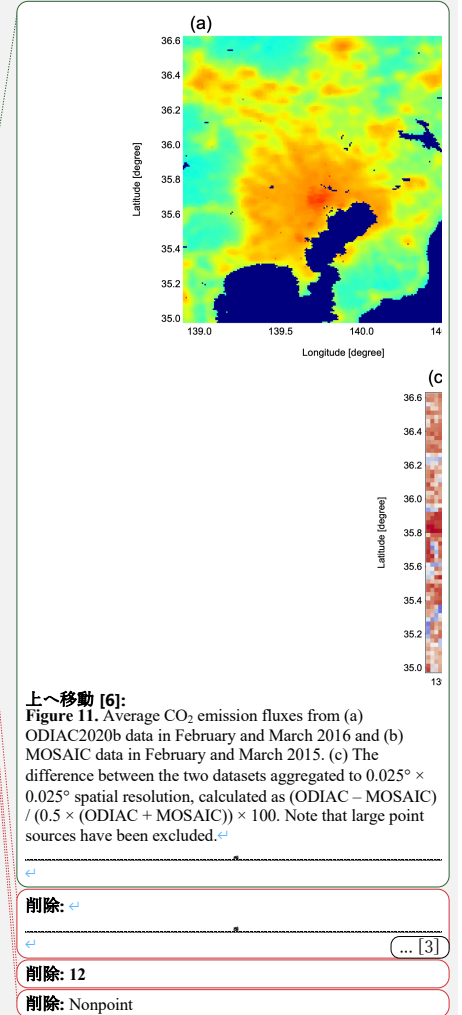 (a)
36.6
36.4
36.2
36.0
35.8
35.6
35.4
35.2
35.0
Latitude [degree]
139.0 139.5 140.0 14
Longitude [degree]
(c
36.6
36.4
36.2
36.0
35.8
35.6
35.4
35.2
35.0
Latitude [degree]
13
上へ移動 [6]:
Figure 11. Average CO₂ emission fluxes from (a)
ODIAC2020b data in February and March 2016 and (b)
MOSAIC data in February and March 2015. (c) The
difference between the two datasets aggregated to 0.025° ×
0.025° spatial resolution, calculated as (ODIAC – MOSAIC)
/ (0.5 × (ODIAC + MOSAIC)) × 100. Note that large point
sources have been excluded.↵
↵
削除: ↵
↵
... [3]
削除: 12
削除: Nonpoint